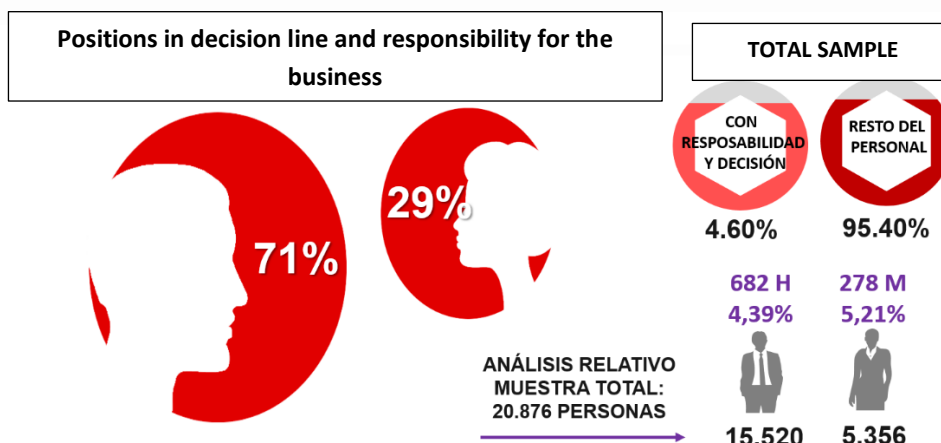 Positions in decision line and responsibility for the
business
TOTAL SAMPLE
71%
29%
CON
RESPOSABILIDAD
Y DECISIÓN
RESTO DEL
PERSONAL
4.60%
95.40%
682 H
4,39%
278 M
5,21%
ANÁLISIS RELATIVO
MUESTRA TOTAL:
20.876 PERSONAS
15.520
5.356